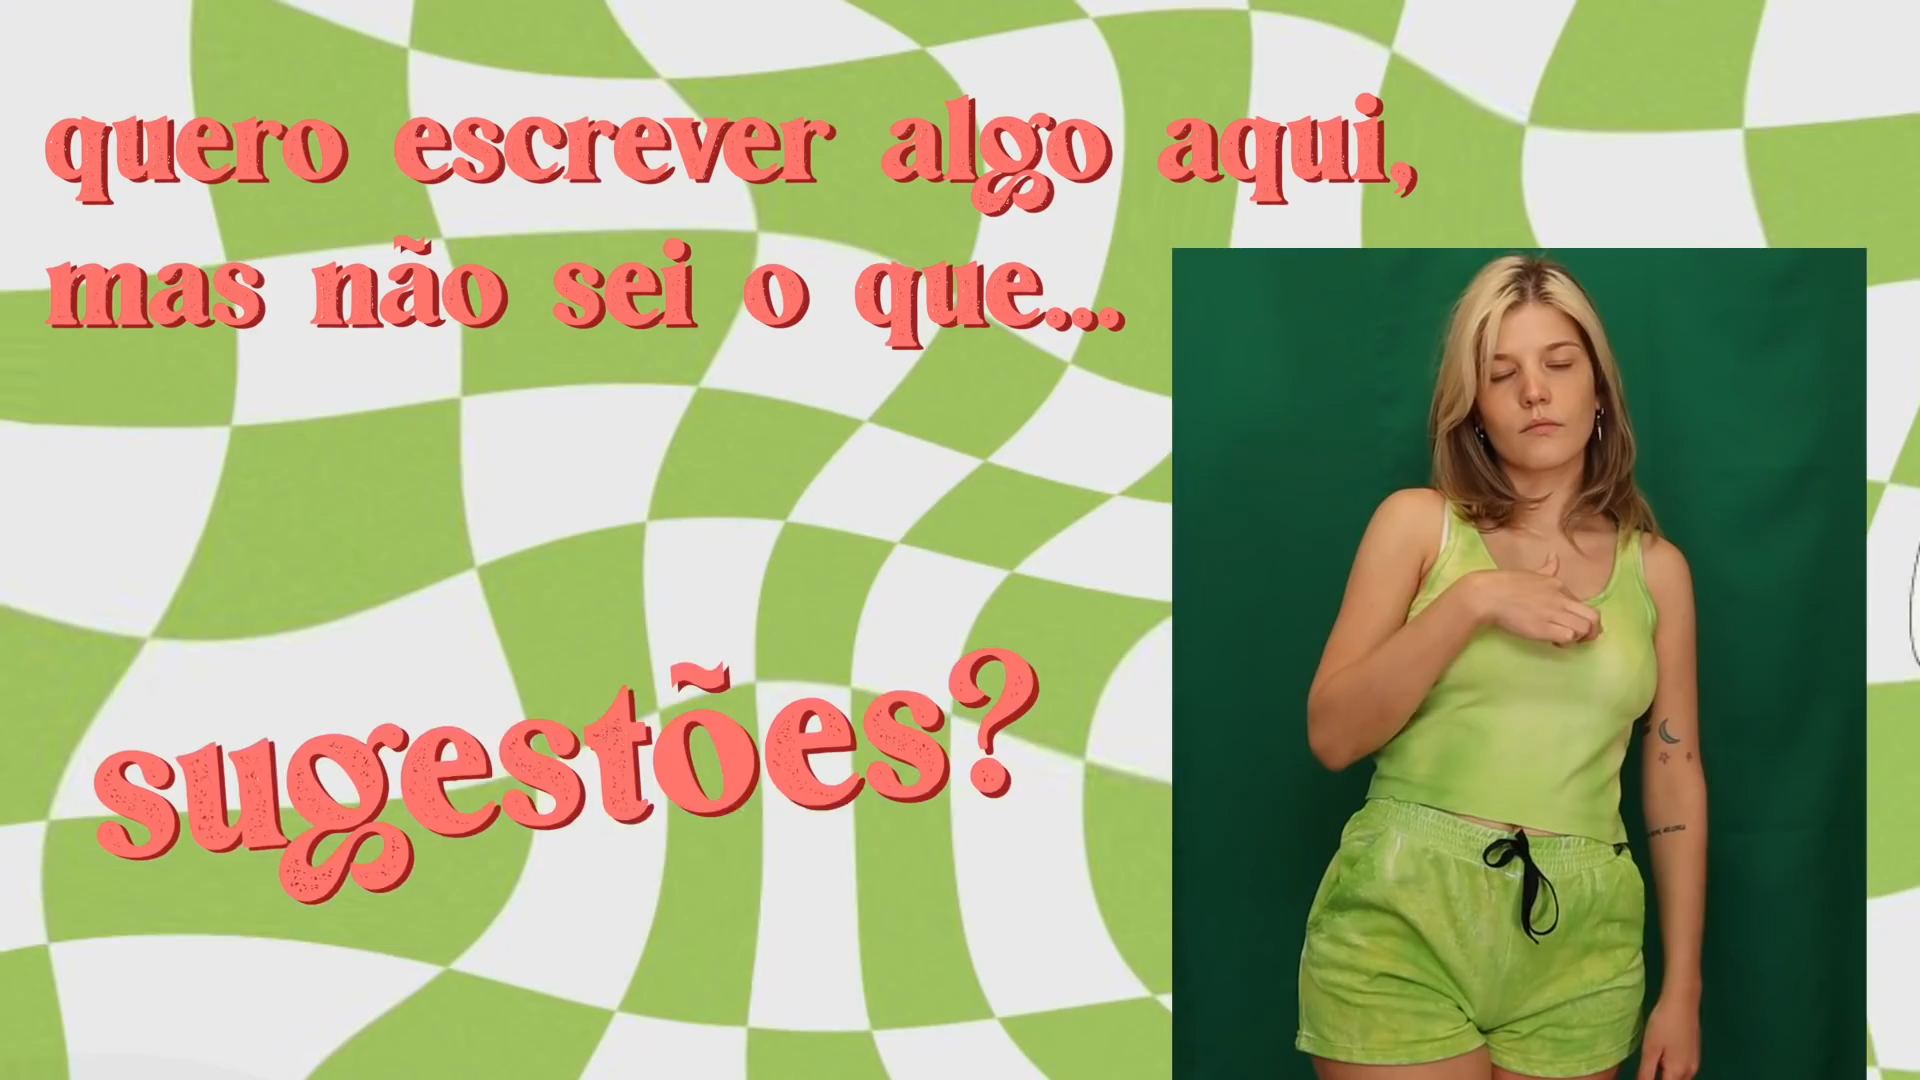 quero escrever algo aqui,
mas não sei o que...
sugestões?